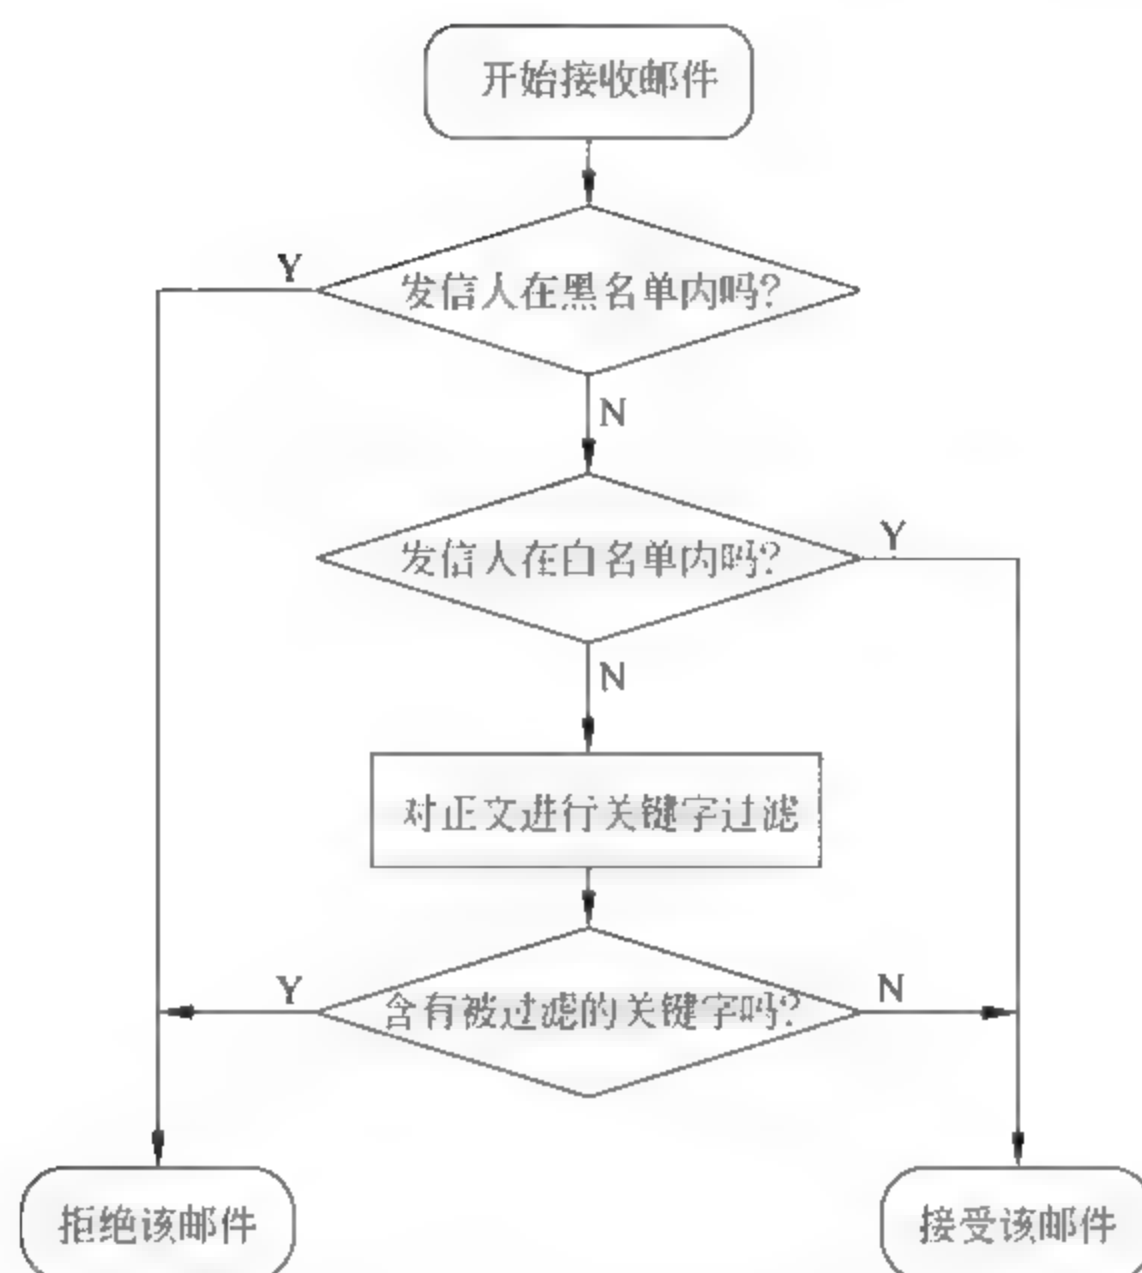 开始接收邮件
Y
发信人在黑名单内吗?
N
发信人在白名单内吗?
Y
N
对正文进行关键字过滤
Y
含有被过滤的关键字吗?
N
拒绝该邮件
接受该邮件